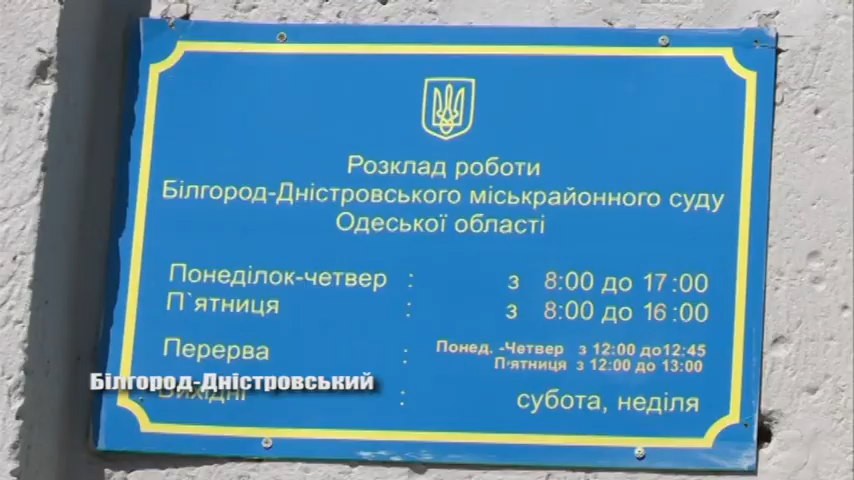 Розклад роботи
Білгород-Дністровського міськрайонного суду
Одеської області
Понеділок-четвер : з 8:00 до 17:00
П`ятниця : з 8:00 до 16:00
Перерва : Понед. -Четвер з 12:00 до12:45
П'ятниця з 12:00 до 13:00
Білгород-Дністровський
Вихідні : субота, неділя